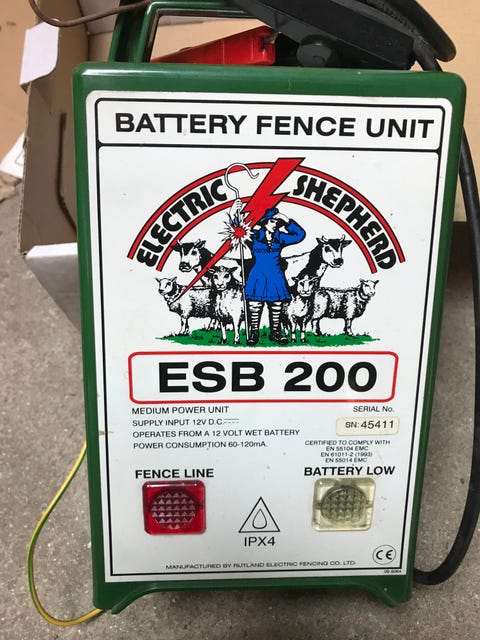 BATTERY FENCE UNIT
ELECTRIC SHEPHERD
ESB 200
MEDIUM POWER UNIT
SUPPLY INPUT 12V D.C.
OPERATES FROM A 12 VOLT WET BATTERY
POWER CONSUMPTION 60-120mA.
SERIAL No.
SN: 45411
CERTIFIED TO COMPLY WITH
EN 55104 EMC
EN 61011-2 (1993)
EN 55014 EMC
FENCE LINE
BATTERY LOW
IPX4
CE
MANUFACTURED BY RUTLAND ELECTRIC FENCING CO. LTD.